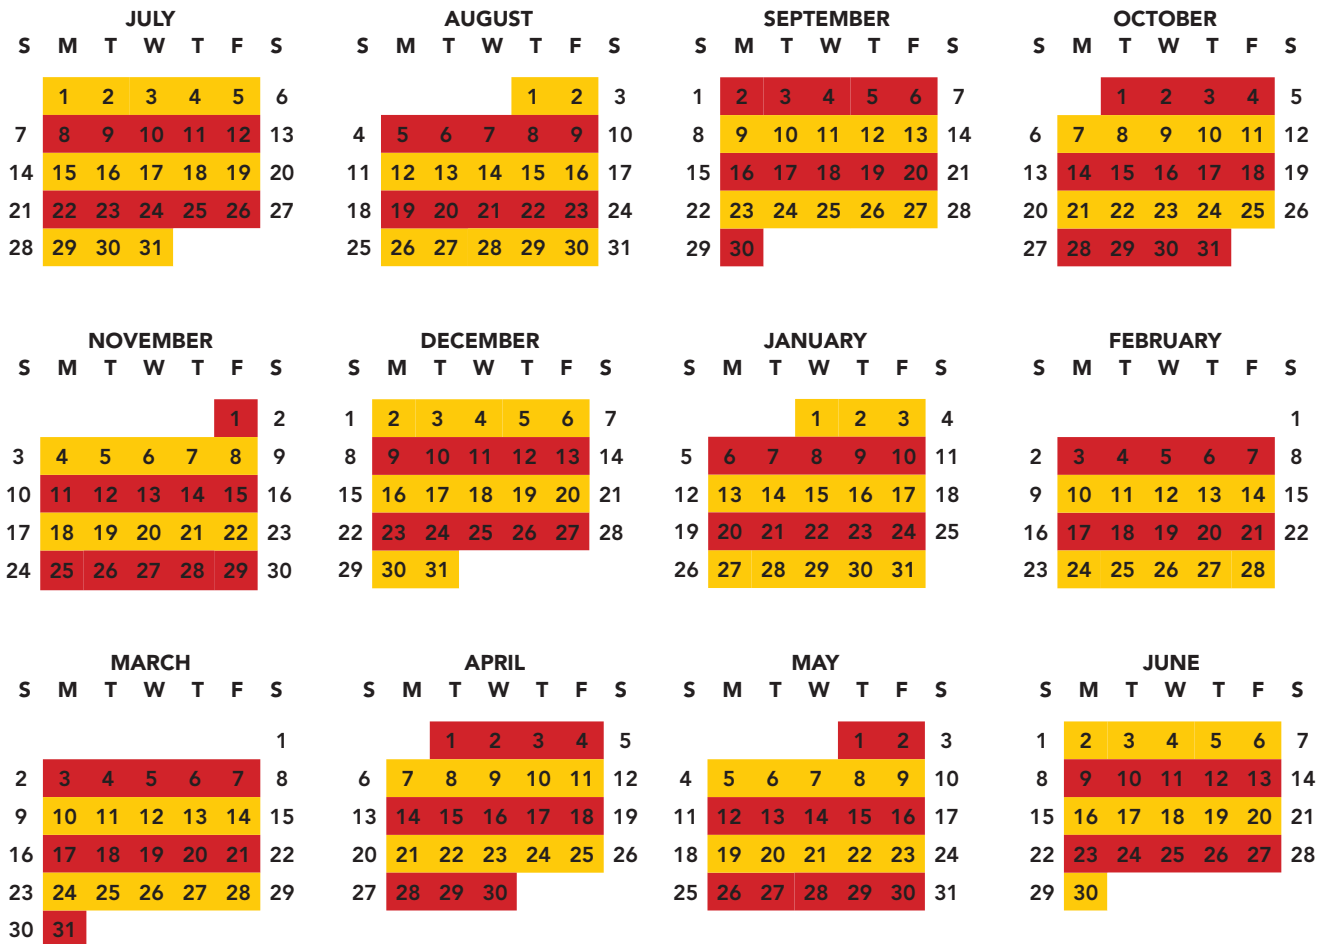 JULY AUGUST SEPTEMBER OCTOBER
S M T W T F S S M T W T F S S M T W T F S S M T W T F S
1 2 3 4 5 6 1 2 3 1 2 3 4 5 6 7 1 2 3 4 5
7 8 9 10 11 12 13 4 5 6 7 8 9 10 8 9 10 11 12 13 14 6 7 8 9 10 11 12
14 15 16 17 18 19 20 11 12 13 14 15 16 17 15 16 17 18 19 20 21 13 14 15 16 17 18 19
21 22 23 24 25 26 27 18 19 20 21 22 23 24 22 23 24 25 26 27 28 20 21 22 23 24 25 26
28 29 30 31 25 26 27 28 29 30 31 29 30 27 28 29 30 31
NOVEMBER DECEMBER JANUARY FEBRUARY
S M T W T F S S M T W T F S S M T W T F S S M T W T F S
1 2 1 2 3 4 5 6 7 1 2 3 4 1
3 4 5 6 7 8 9 8 9 10 11 12 13 14 5 6 7 8 9 10 11 2 3 4 5 6 7 8
10 11 12 13 14 15 16 15 16 17 18 19 20 21 12 13 14 15 16 17 18 9 10 11 12 13 14 15
17 18 19 20 21 22 23 22 23 24 25 26 27 28 19 20 21 22 23 24 25 16 17 18 19 20 21 22
24 25 26 27 28 29 30 29 30 31 26 27 28 29 30 31 23 24 25 26 27 28
MARCH APRIL MAY JUNE
S M T W T F S S M T W T F S S M T W T F S S M T W T F S
1 1 2 3 4 5 1 2 3 1 2 3 4 5 6 7
2 3 4 5 6 7 8 6 7 8 9 10 11 12 4 5 6 7 8 9 10 8 9 10 11 12 13 14
9 10 11 12 13 14 15 13 14 15 16 17 18 19 11 12 13 14 15 16 17 15 16 17 18 19 20 21
16 17 18 19 20 21 22 20 21 22 23 24 25 26 18 19 20 21 22 23 24 22 23 24 25 26 27 28
23 24 25 26 27 28 29 27 28 29 30 25 26 27 28 29 30 31 29 30
30 31